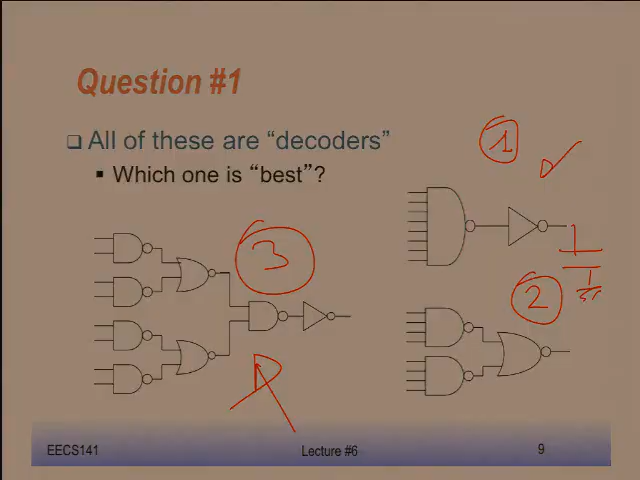 Question #1
All of these are "decoders"
Which one is "best"?
1
3
2
EECS141
Lecture #6
9